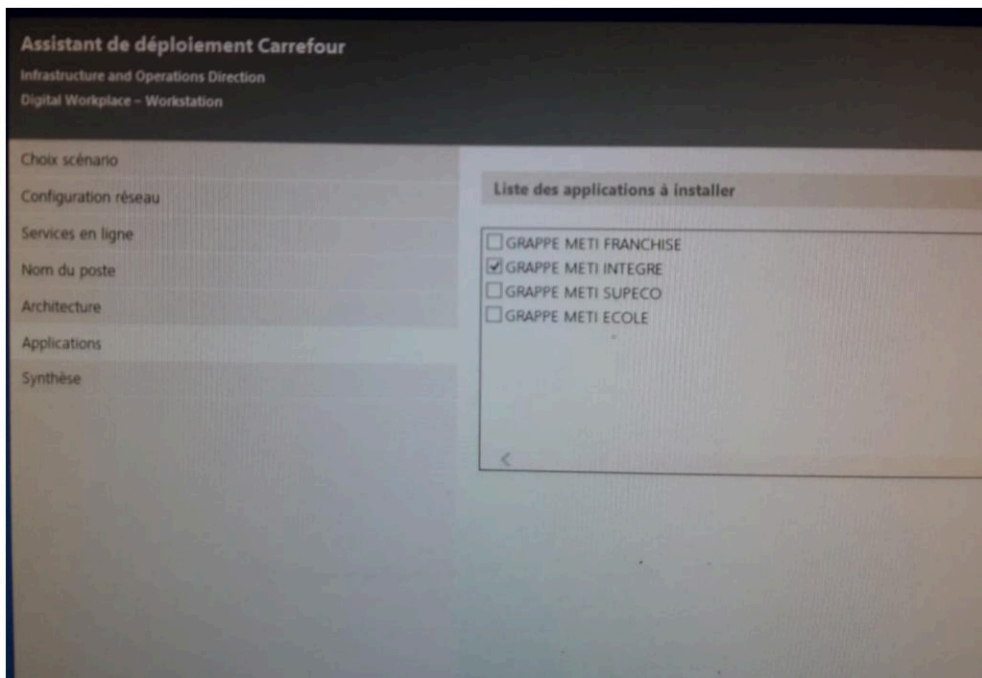 Assistant de déploiement Carrefour
Infrastructure and Operations Direction
Digital Workplace – Workstation
Choix scénario
Configuration réseau
Services en ligne
Nom du poste
Architecture
Applications
Synthèse
Liste des applications à installer
GRAPPE METI FRANCHISE
GRAPPE METI INTEGRE
GRAPPE METI SUPECO
GRAPPE METI ECOLE